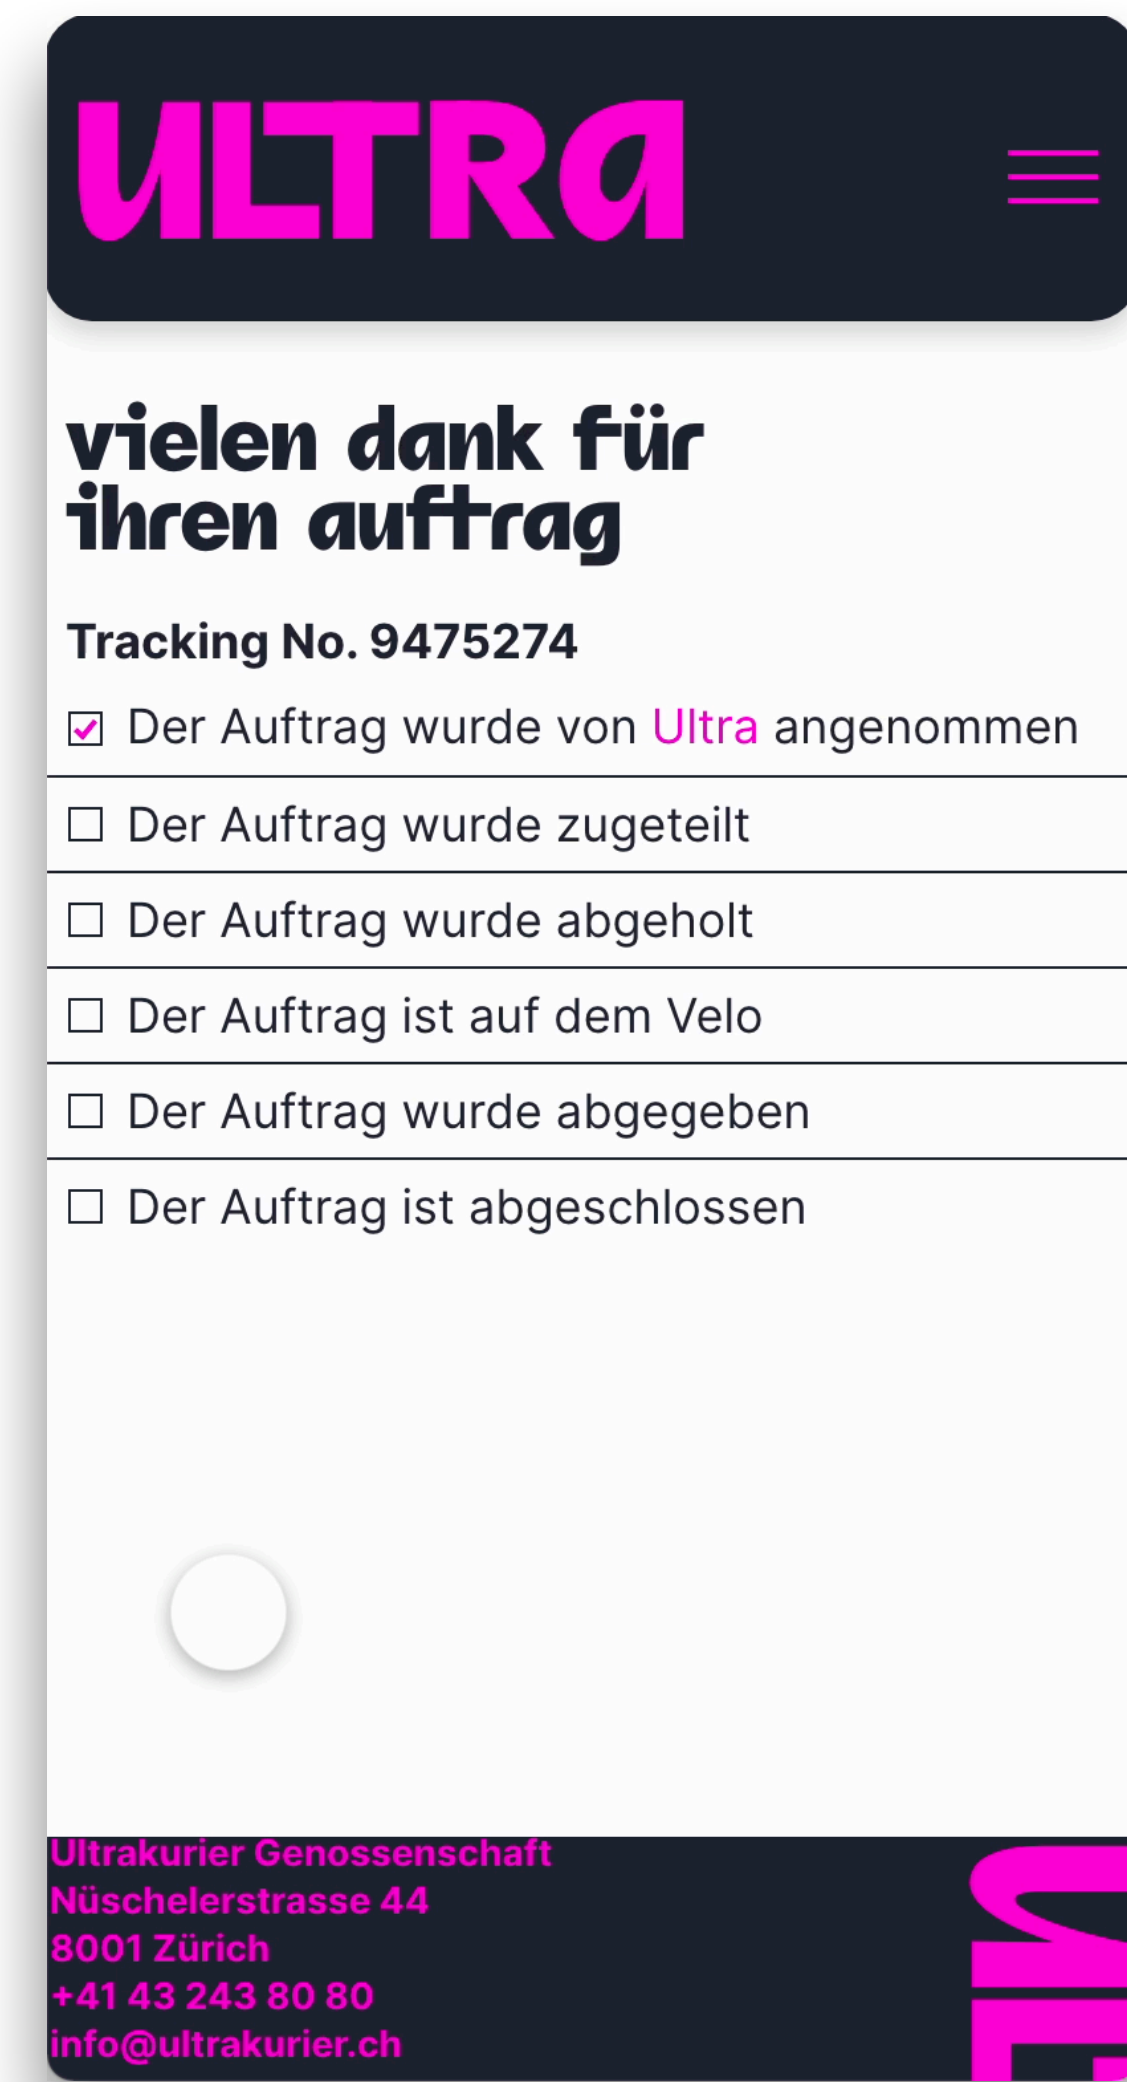 ULTRA
vielen dank für
ihren auftrag
Tracking No. 9475274
Der Auftrag wurde von Ultra angenommen
Der Auftrag wurde zugeteilt
Der Auftrag wurde abgeholt
Der Auftrag ist auf dem Velo
Der Auftrag wurde abgegeben
Der Auftrag ist abgeschlossen
Ultrakurier Genossenschaft
Nüschelerstrasse 44
8001 Zürich
+41 43 243 80 80
info@ultrakurier.ch